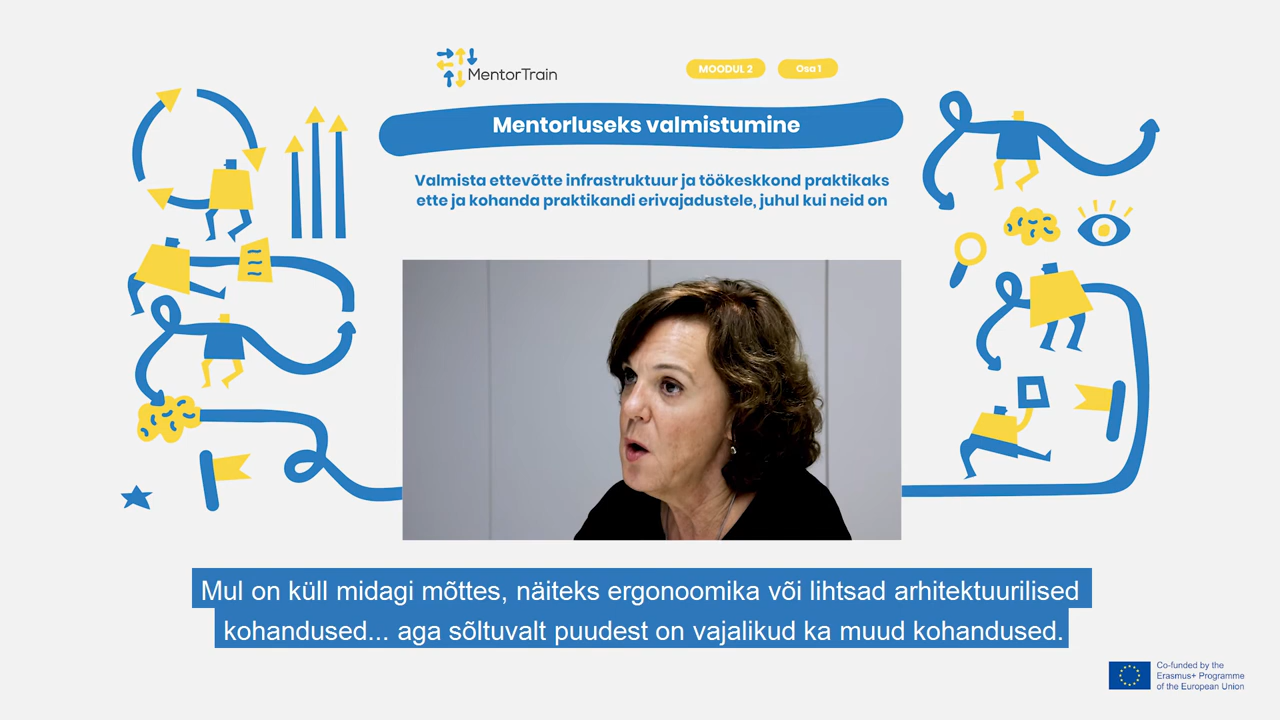 MentorTrain
MOODUL 2
Osa 1
Mentorluseks valmistumine
Valmista ettevõtte infrastruktuur ja töökeskkond praktikaks
ette ja kohanda praktikandi erivajadustele, juhul kui neid on
Mul on küll midagi mõttes, näiteks ergonoomika või lihtsad arhitektuurilised
kohandused... aga sõltuvalt puudest on vajalikud ka muud kohandused.
Co-funded by the
Erasmus+ Programme
of the European Union